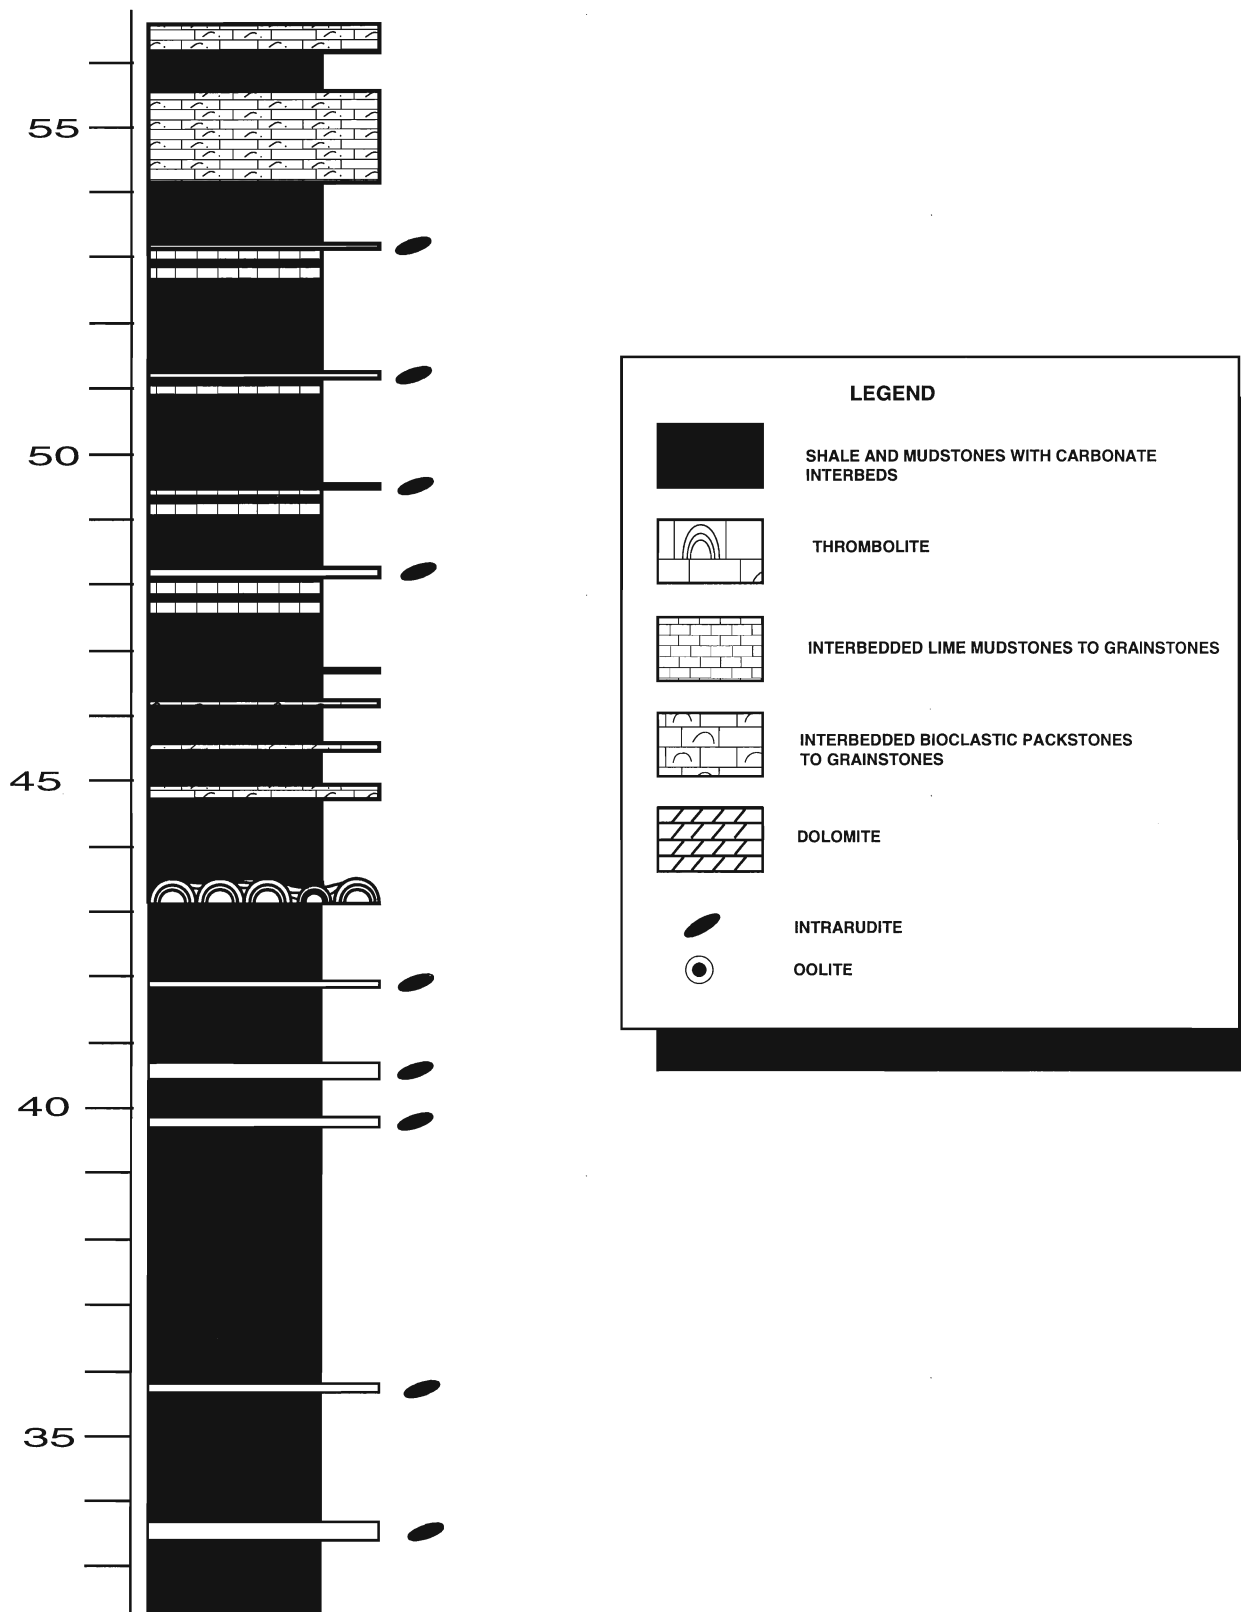 55
50
45
40
35
LEGEND
SHALE AND MUDSTONES WITH CARBONATE
INTERBEDS
THROMBOLITE
INTERBEDDED LIME MUDSTONES TO GRAINSTONES
INTERBEDDED BIOCLASTIC PACKSTONES
TO GRAINSTONES
DOLOMITE
INTRARUDITE
OOLITE